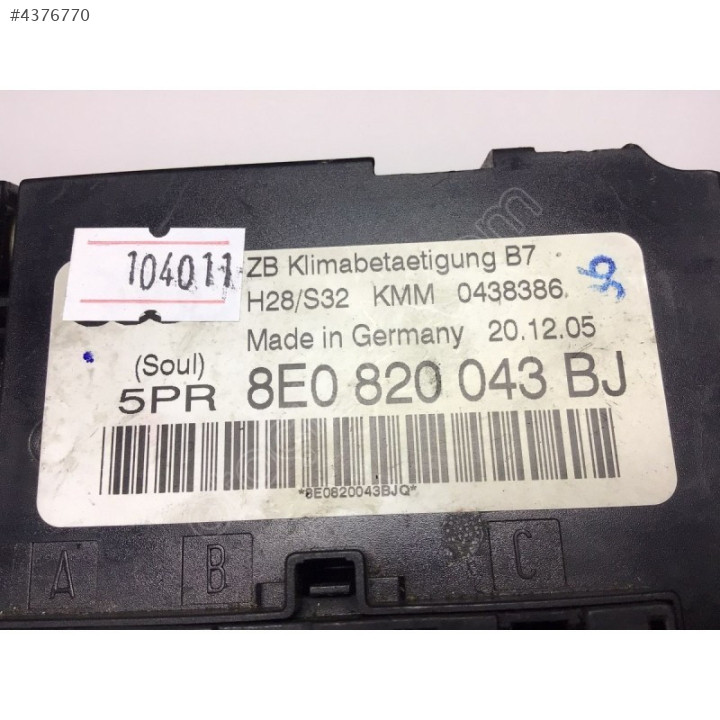 #4376770
104011
ZB Klimabetaetigung B7
H28/S32 KMM 0438386
Made in Germany 20.12.05
(Soul)
5PR 8E0 820 043 BJ
*8E0820043BJQ*
A B C